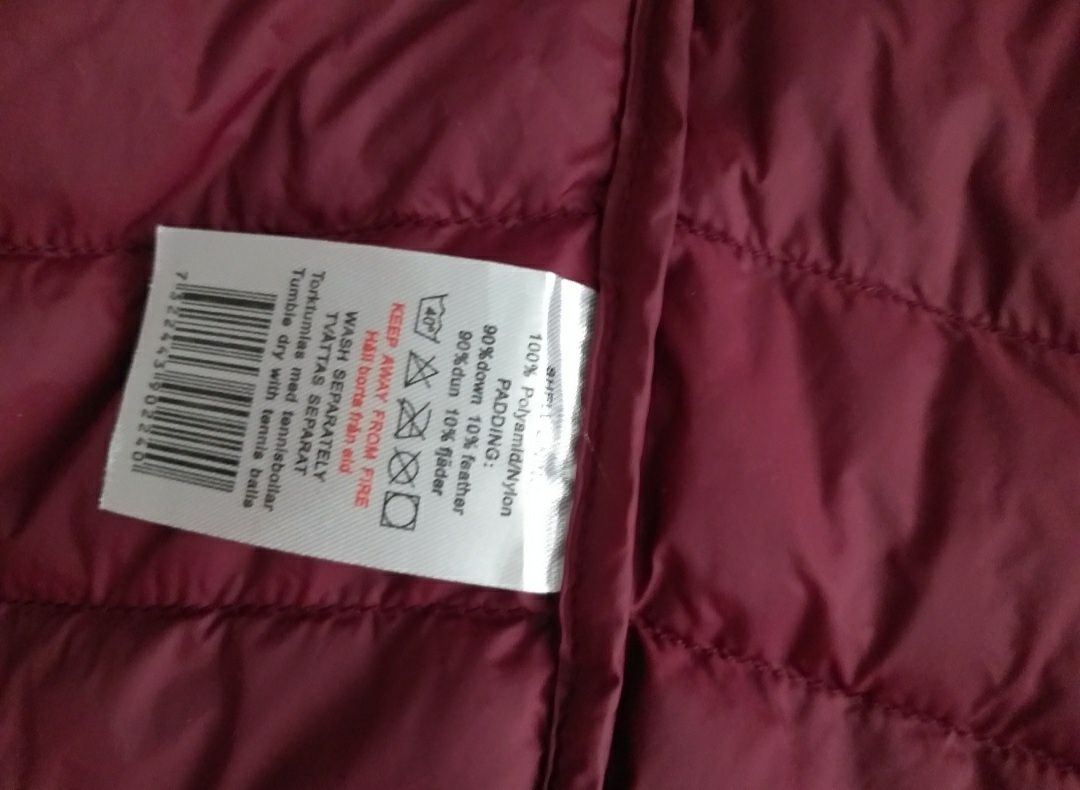 100% Polyamid/Nylon
PADDING:
90%down 10% feather
90%dun 10% fjäder
40°
KEEP AWAY FROM FIRE
Håll borta från eld
WASH SEPARATELY
TVÄTTAS SEPARAT
Torktumlas med tennisbollar
Tumble dry with tennis balls
7322443902240